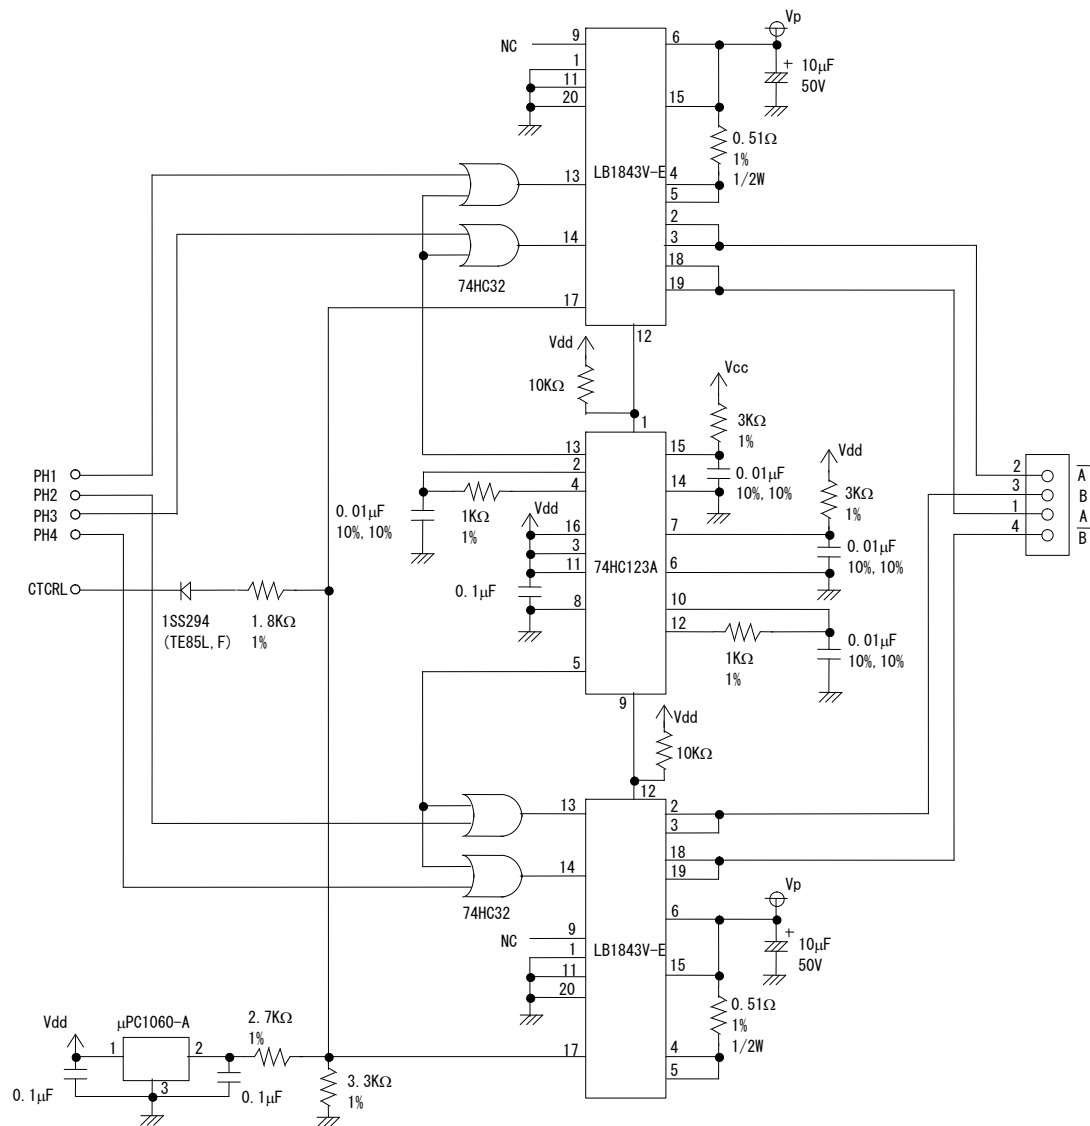 Vp
NC
9
6
1
11
20
+ 10μF
50V
15
0.51Ω
1%
1/2W
LB1843V-E
13
4
5
2
14
3
18
74HC32
19
17
12
Vdd
10KΩ
Vcc
3KΩ
1%
1
13
15
Vdd
2
PH1
4
14
0.01μF
10%,10%
2
A
PH2
3
B
PH3
0.01μF
10%,10%
1KΩ
1%
Vdd
3KΩ
1%
1
A
PH4
16
7
4
B
3
74HC123A
0.01μF
10%,10%
11
6
CTCRL
0.1μF
8
10
1SS294
(TE85L,F)
1.8KΩ
1%
12
1KΩ
1%
0.01μF
10%,10%
5
9
Vdd
10KΩ
12
13
2
3
14
18
19
74HC32
Vp
6
NC
9
LB1843V-E
+
10μF
50V
1
11
15
20
0.51Ω
1%
1/2W
Vdd
μPC1060-A
2.7KΩ
1%
1
2
17
4
3
5
0.1μF
0.1μF
3.3KΩ
1%